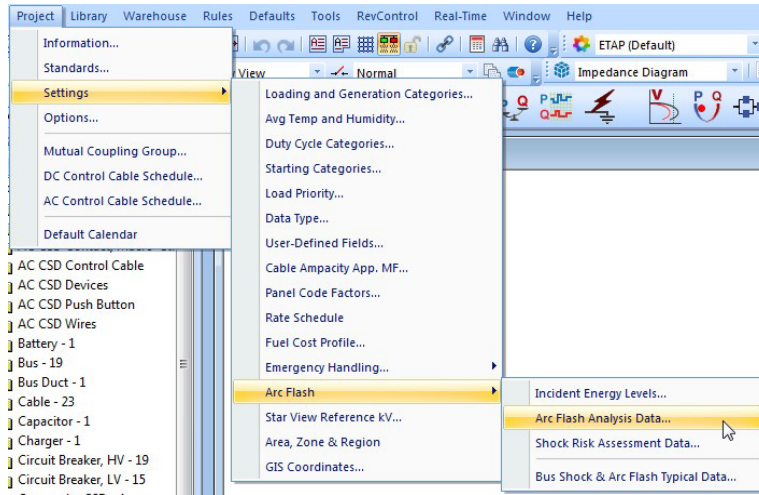 Project Library Warehouse Rules Defaults Tools RevControl Real-Time Window Help
ETAP (Default)
View Normal Impedance Diagram
Information...
Standards...
Settings
Options...
Mutual Coupling Group...
DC Control Cable Schedule...
AC Control Cable Schedule...
Default Calendar
Loading and Generation Categories...
Avg Temp and Humidity...
Duty Cycle Categories...
Starting Categories...
Load Priority...
Data Type...
User-Defined Fields...
Cable Ampacity App. MF...
Panel Code Factors...
Rate Schedule
Fuel Cost Profile...
Emergency Handling...
Arc Flash
Star View Reference kV...
Area, Zone & Region
GIS Coordinates...
Incident Energy Levels...
Arc Flash Analysis Data...
Shock Risk Assessment Data...
Bus Shock & Arc Flash Typical Data...
P Q
P
Q
V
P Q
AC CSD Control Cable
AC CSD Devices
AC CSD Push Button
AC CSD Wires
Battery - 1
Bus - 19
Bus Duct - 1
Cable - 23
Capacitor - 1
Charger - 1
Circuit Breaker, HV - 19
Circuit Breaker, LV - 15